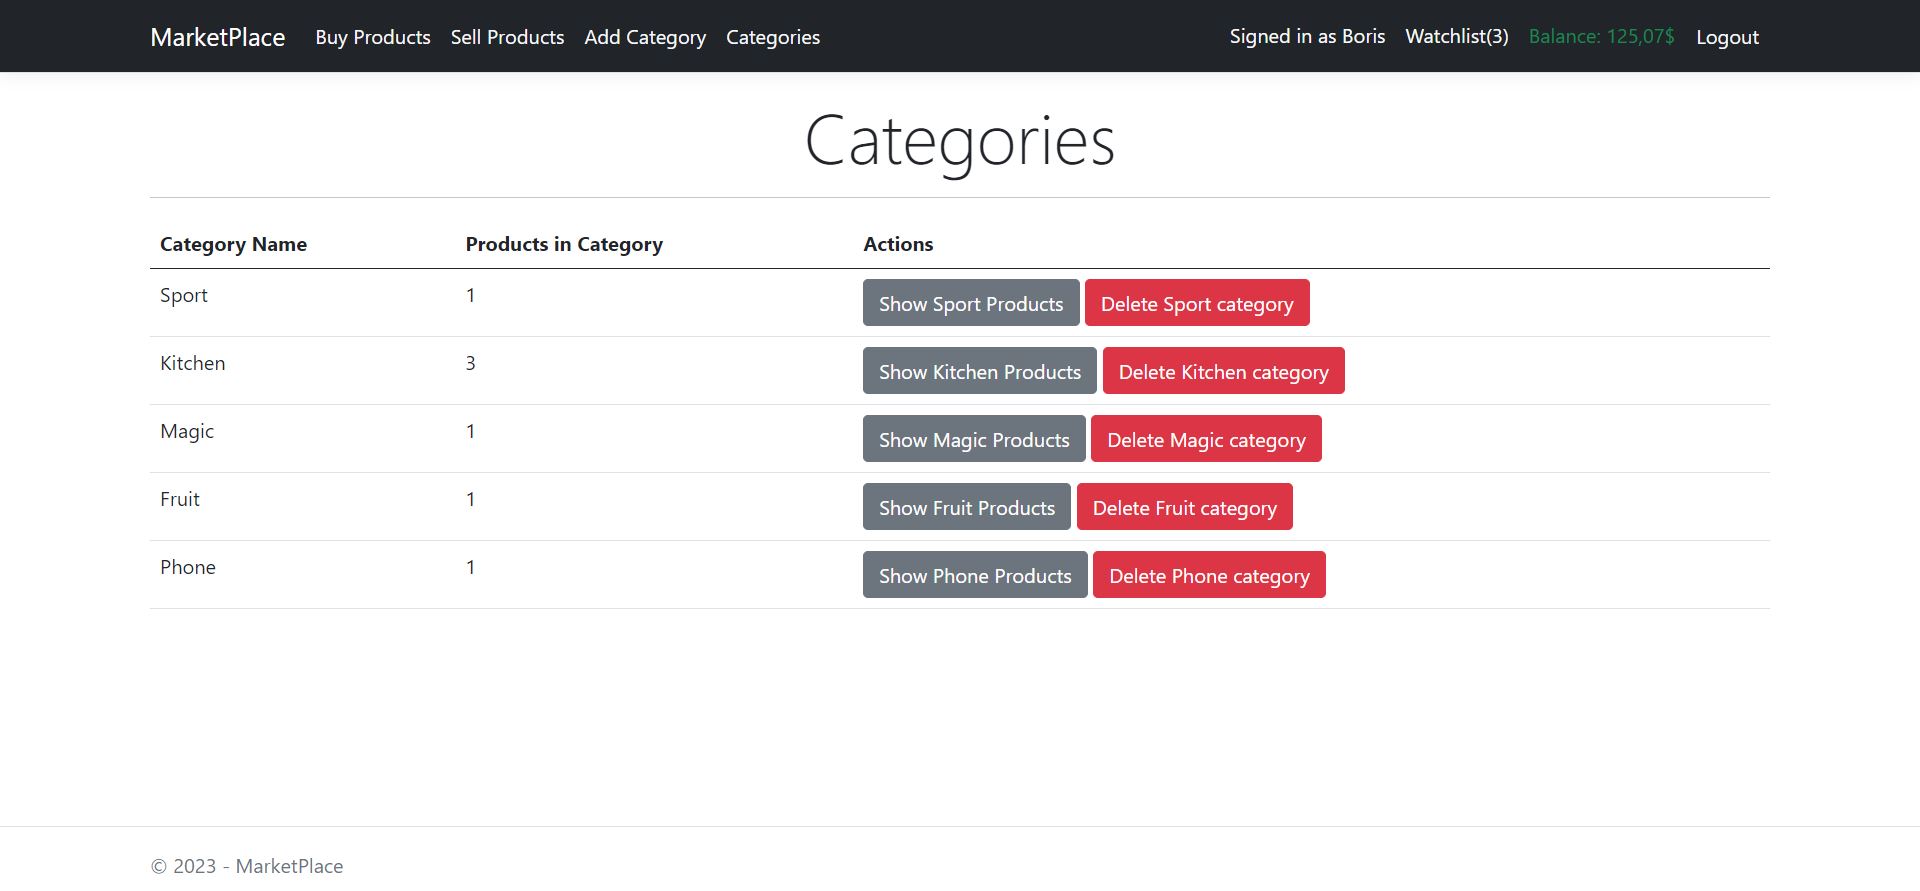 MarketPlace Buy Products Sell Products Add Category Categories Signed in as Boris Watchlist(3) Balance: 125,07$ Logout
Categories
Category Name Products in Category Actions
Sport 1 Show Sport Products Delete Sport category
Kitchen 3 Show Kitchen Products Delete Kitchen category
Magic 1 Show Magic Products Delete Magic category
Fruit 1 Show Fruit Products Delete Fruit category
Phone 1 Show Phone Products Delete Phone category
© 2023 - MarketPlace